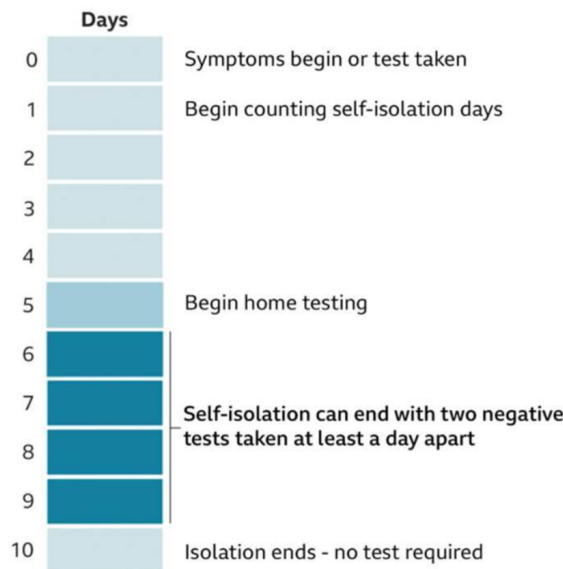 Days
0 Symptoms begin or test taken
1 Begin counting self-isolation days
2
3
4
5 Begin home testing
6
7
Self-isolation can end with two negative
tests taken at least a day apart
8
9
10 Isolation ends - no test required